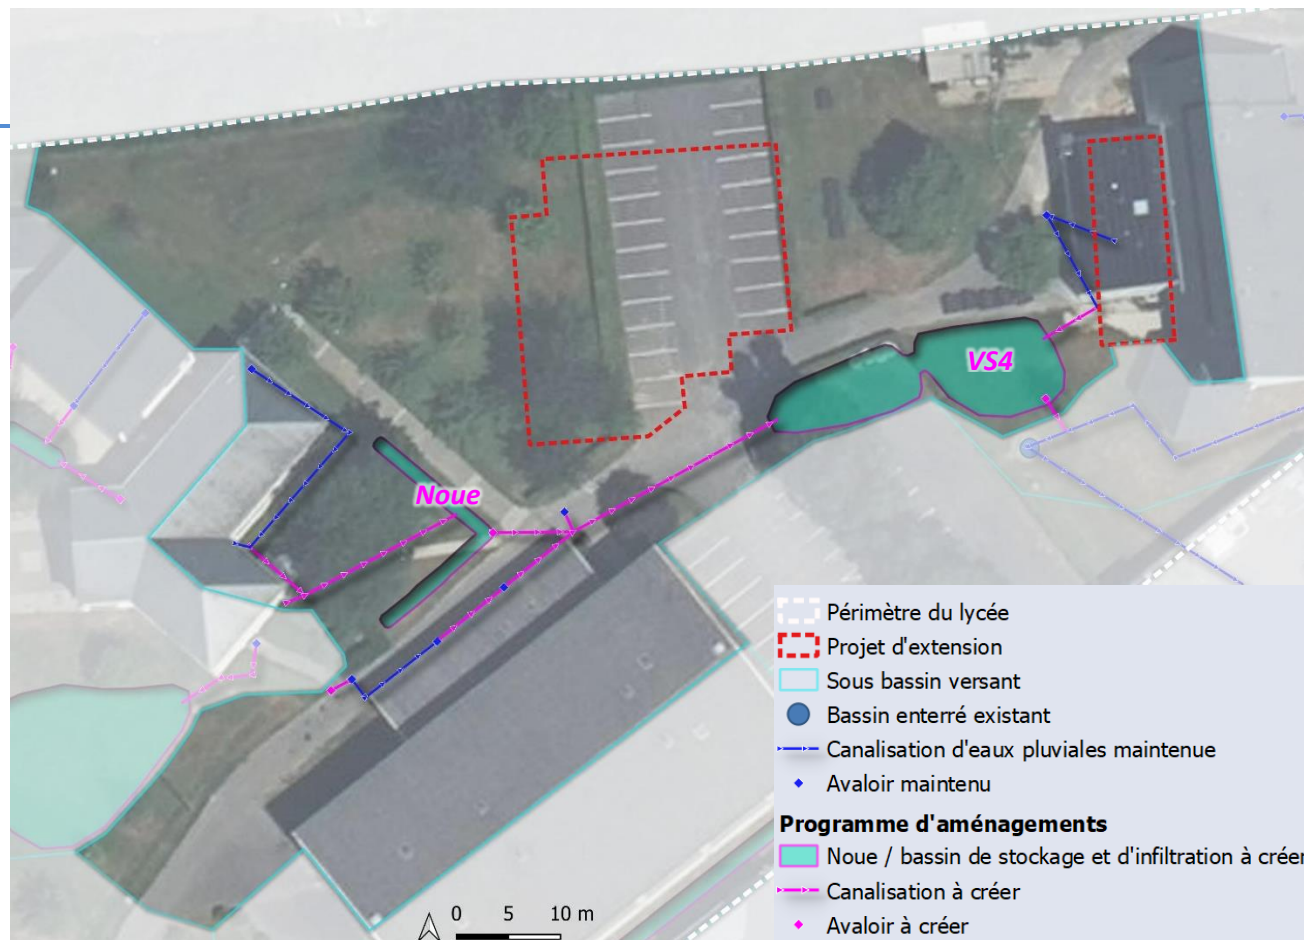 VS4
Noue
Périmètre du lycée
Projet d'extension
Sous bassin versant
Bassin enterré existant
Canalisation d'eaux pluviales maintenue
Avaloir maintenu
Programme d'aménagements
Noue / bassin de stockage et d'infiltration à créer
Canalisation à créer
Avaloir à créer
0 5 10 m